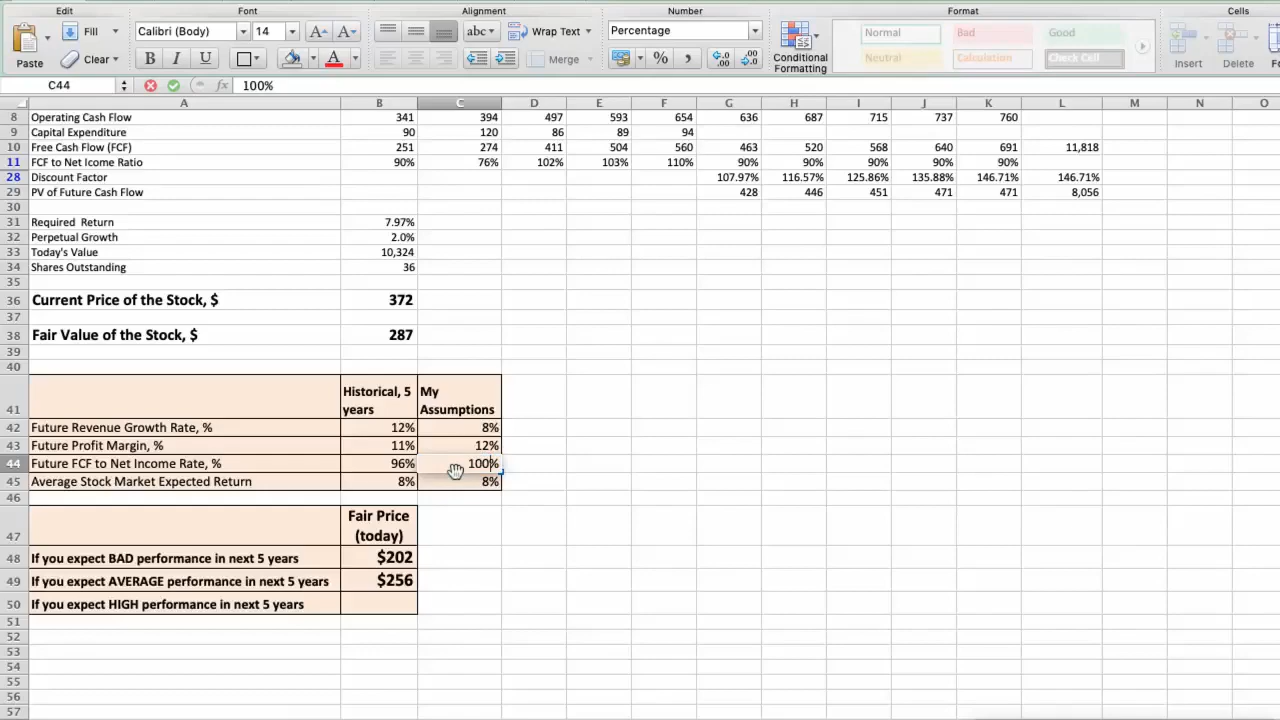 Edit Font Alignment Number Format Cells
Fill Calibri (Body) 14 A A abc Wrap Text Percentage Normal Bad Good
Paste Clear B I U A Merge % , Conditional Formatting Neutral Calculation Check Cell Insert Delete
C44 fx 100%
A B C D E F G H I J K L M N O
8 Operating Cash Flow 341 394 497 593 654 636 687 715 737 760
9 Capital Expenditure 90 120 86 89 94
10 Free Cash Flow (FCF) 251 274 411 504 560 463 520 568 640 691 11,818
11 FCF to Net Icome Ratio 90% 76% 102% 103% 110% 90% 90% 90% 90% 90%
28 Discount Factor 107.97% 116.57% 125.86% 135.88% 146.71% 146.71%
29 PV of Future Cash Flow 428 446 451 471 471 8,056
30
31 Required Return 7.97%
32 Perpetual Growth 2.0%
33 Today's Value 10,324
34 Shares Outstanding 36
35
36 Current Price of the Stock, $ 372
37
38 Fair Value of the Stock, $ 287
39
40
41 Historical, 5 years My Assumptions
42 Future Revenue Growth Rate, % 12% 8%
43 Future Profit Margin, % 11% 12%
44 Future FCF to Net Income Rate, % 96% 100%
45 Average Stock Market Expected Return 8% 8%
46
47 Fair Price (today)
48 If you expect BAD performance in next 5 years $202
49 If you expect AVERAGE performance in next 5 years $256
50 If you expect HIGH performance in next 5 years
51
52
53
54
55
56
57